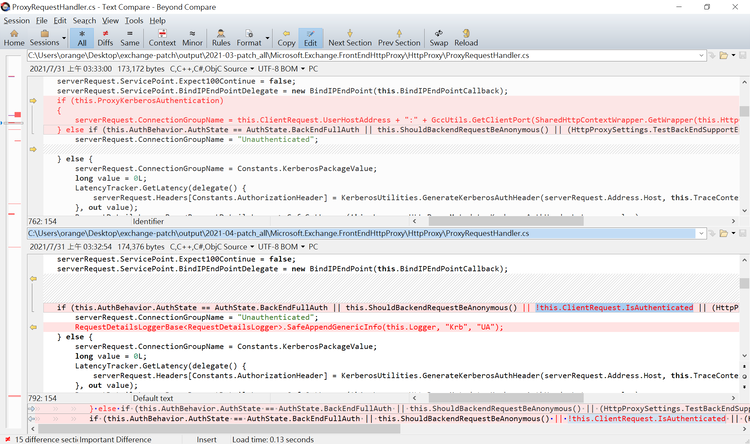 ProxyRequestHandler.cs - Text Compare - Beyond Compare
Session File Edit Search View Tools Help
Home Sessions All Diffs Same Context Minor Rules Format Copy Edit Next Section Prev Section Swap Reload
C:\Users\orange\Desktop\exchange-patch\output\2021-03-patch_all\Microsoft.Exchange.FrontEndHttpProxy\HttpProxy\ProxyRequestHandler.cs
2021/7/31 上午 03:33:00 173,172 bytes C,C++,C#,ObjC Source UTF-8 BOM PC
serverRequest.ServicePoint.Expect100Continue = false;
serverRequest.ServicePoint.BindIPEndPointDelegate = new BindIPEndPoint(this.BindIPEndPointCallback);
if (this.ProxyKerberosAuthentication)
{
serverRequest.ConnectionGroupName = this.ClientRequest.UserHostAddress + ":" + GccUtils.GetClientPort(SharedHttpContextWrapper.GetWrapper(this.Http
} else if (this.AuthBehavior.AuthState == AuthState.BackEndFullAuth || this.ShouldBackendRequestBeAnonymous() || (HttpProxySettings.TestBackEndSupportE
serverRequest.ConnectionGroupName = "Unauthenticated";
} else {
serverRequest.ConnectionGroupName = Constants.KerberosPackageValue;
long value = 0L;
LatencyTracker.GetLatency(delegate() {
serverRequest.Headers[Constants.AuthorizationHeader] = KerberosUtilities.GenerateKerberosAuthHeader(serverRequest.Address.Host, this.TraceConte
}, out value);
762: 154 Identifier
C:\Users\orange\Desktop\exchange-patch\output\2021-04-patch_all\Microsoft.Exchange.FrontEndHttpProxy\HttpProxy\ProxyRequestHandler.cs
2021/7/31 上午 03:32:54 174,376 bytes C,C++,C#,ObjC Source UTF-8 BOM PC
serverRequest.ServicePoint.Expect100Continue = false;
serverRequest.ServicePoint.BindIPEndPointDelegate = new BindIPEndPoint(this.BindIPEndPointCallback);
if (this.AuthBehavior.AuthState == AuthState.BackEndFullAuth || this.ShouldBackendRequestBeAnonymous() || !this.ClientRequest.IsAuthenticated || (HttpP
serverRequest.ConnectionGroupName = "Unauthenticated";
RequestDetailsLoggerBase<RequestDetailsLogger>.SafeAppendGenericInfo(this.Logger, "Krb", "UA");
} else {
serverRequest.ConnectionGroupName = Constants.KerberosPackageValue;
long value = 0L;
LatencyTracker.GetLatency(delegate() {
serverRequest.Headers[Constants.AuthorizationHeader] = KerberosUtilities.GenerateKerberosAuthHeader(serverRequest.Address.Host, this.TraceConte
}, out value);
792: 154 Default text
} else if (this.AuthBehavior.AuthState == AuthState.BackEndFullAuth || this.ShouldBackendRequestBeAnonymous() || (HttpProxySettings.TestBackEndSupp
if (this.AuthBehavior.AuthState == AuthState.BackEndFullAuth || this.ShouldBackendRequestBeAnonymous() || !this.ClientRequest.IsAuthenticated || (H
15 difference secti Important Difference Insert Load time: 0.13 seconds